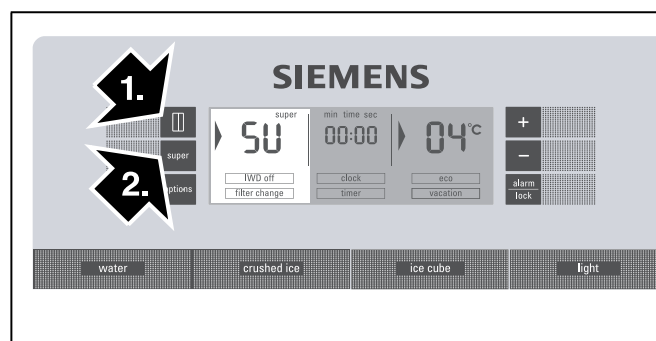 1.
SIEMENS
super
min time sec
SU
00:00
04°C
+
super
−
2.
options
IWD off
clock
eco
alarm
filter change
timer
vacation
lock
water
crushed ice
ice cube
light